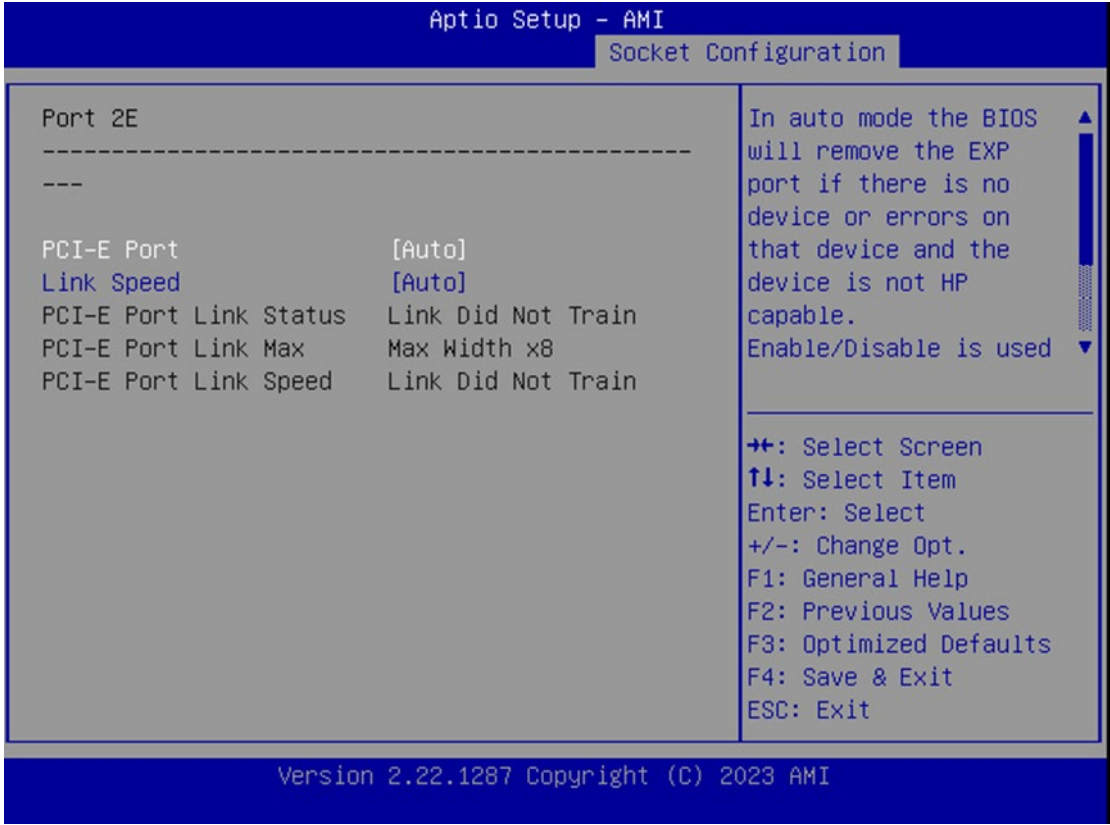 Aptio Setup – AMI
Socket Configuration
Port 2E
-----------------------------------------------
---
PCI-E Port [Auto]
Link Speed [Auto]
PCI-E Port Link Status Link Did Not Train
PCI-E Port Link Max Max Width x8
PCI-E Port Link Speed Link Did Not Train
In auto mode the BIOS
will remove the EXP
port if there is no
device or errors on
that device and the
device is not HP
capable.
Enable/Disable is used
→←: Select Screen
↑↓: Select Item
Enter: Select
+/-: Change Opt.
F1: General Help
F2: Previous Values
F3: Optimized Defaults
F4: Save & Exit
ESC: Exit
Version 2.22.1287 Copyright (C) 2023 AMI